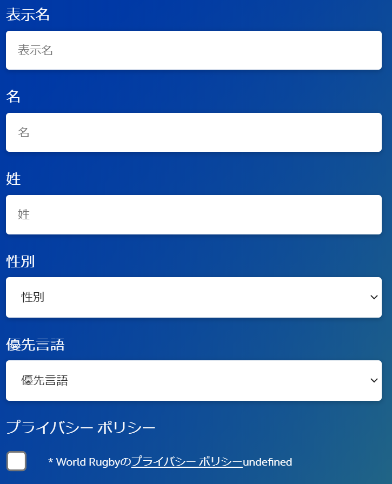 表示名
表示名
名
名
姓
姓
性別
性別
優先言語
優先言語
プライバシー ポリシー
* World Rugbyのプライバシー ポリシーundefined